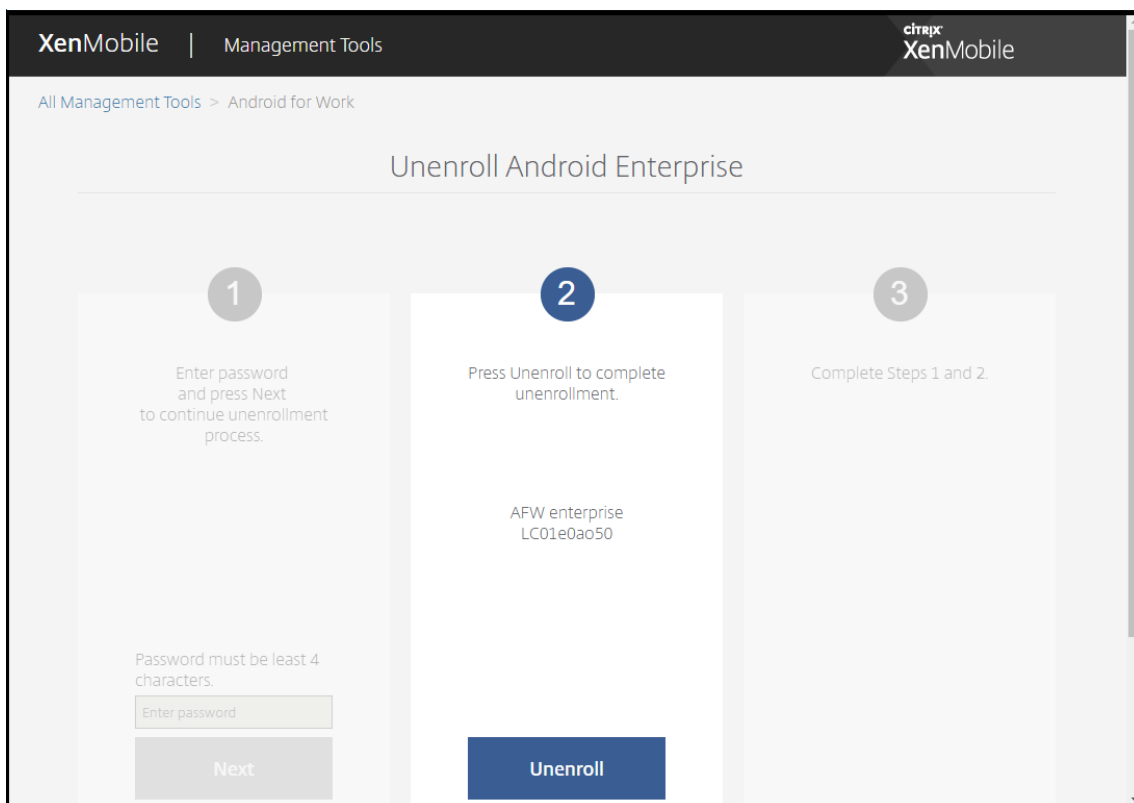 XenMobile | Management Tools
CİTRİX
XenMobile
All Management Tools > Android for Work
Unenroll Android Enterprise
1
Enter password
and press Next
to continue unenrollment
process.
Password must be least 4
characters.
Enter password
Next
2
Press Unenroll to complete
unenrollment.
AFW enterprise
LC01e0ao50
Unenroll
3
Complete Steps 1 and 2.